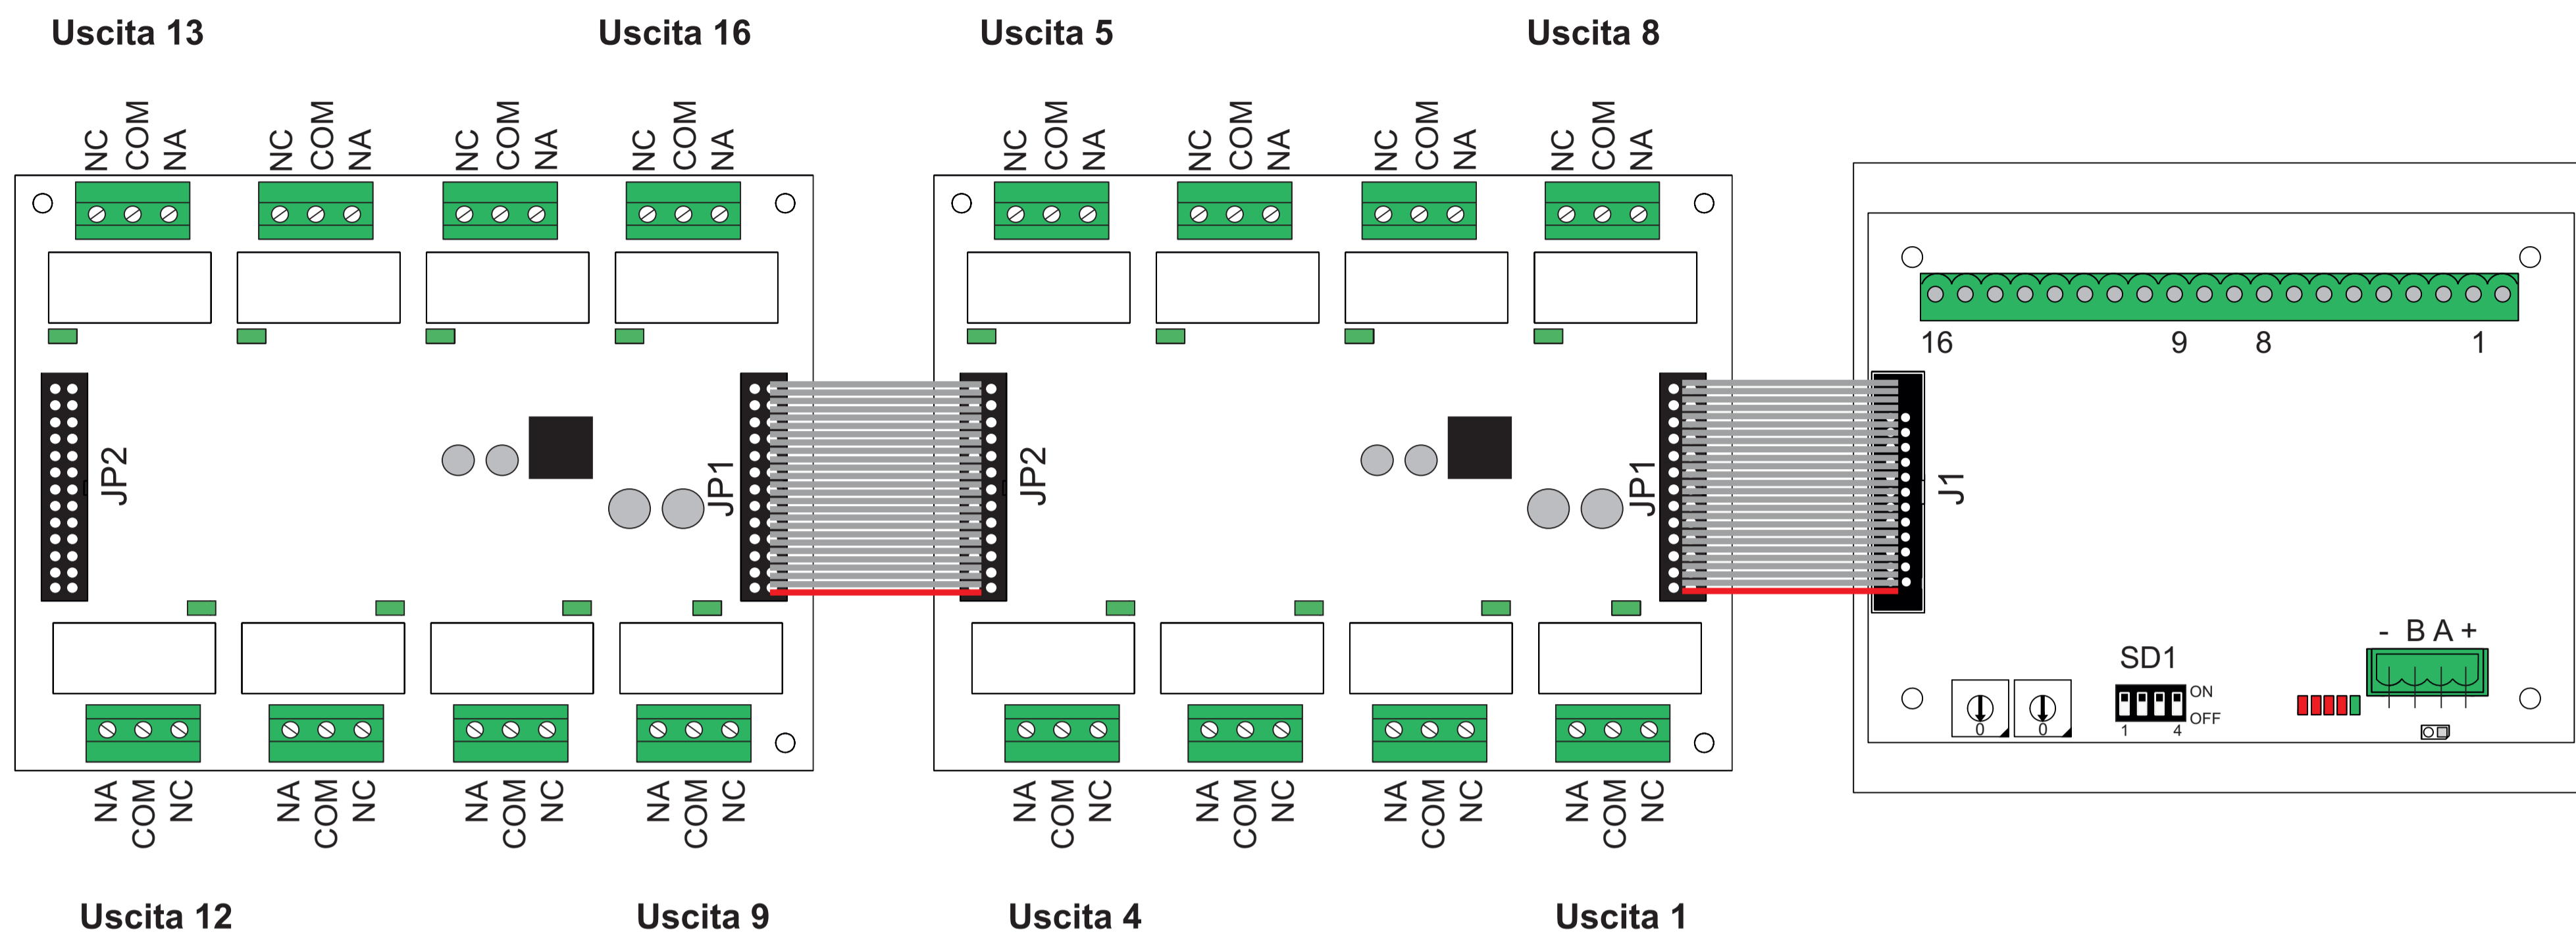 Uscita 13 Uscita 16 Uscita 5 Uscita 8
NC COM NA NC COM NA NC COM NA NC COM NA NC COM NA NC COM NA NC COM NA NC COM NA
16 9 8 1
JP2 JP1 JP2 JP1 J1
- B A +
SD1
ON
OFF
0 0 1 4
NA COM NC NA COM NC NA COM NC NA COM NC NA COM NC NA COM NC NA COM NC NA COM NC
Uscita 12 Uscita 9 Uscita 4 Uscita 1